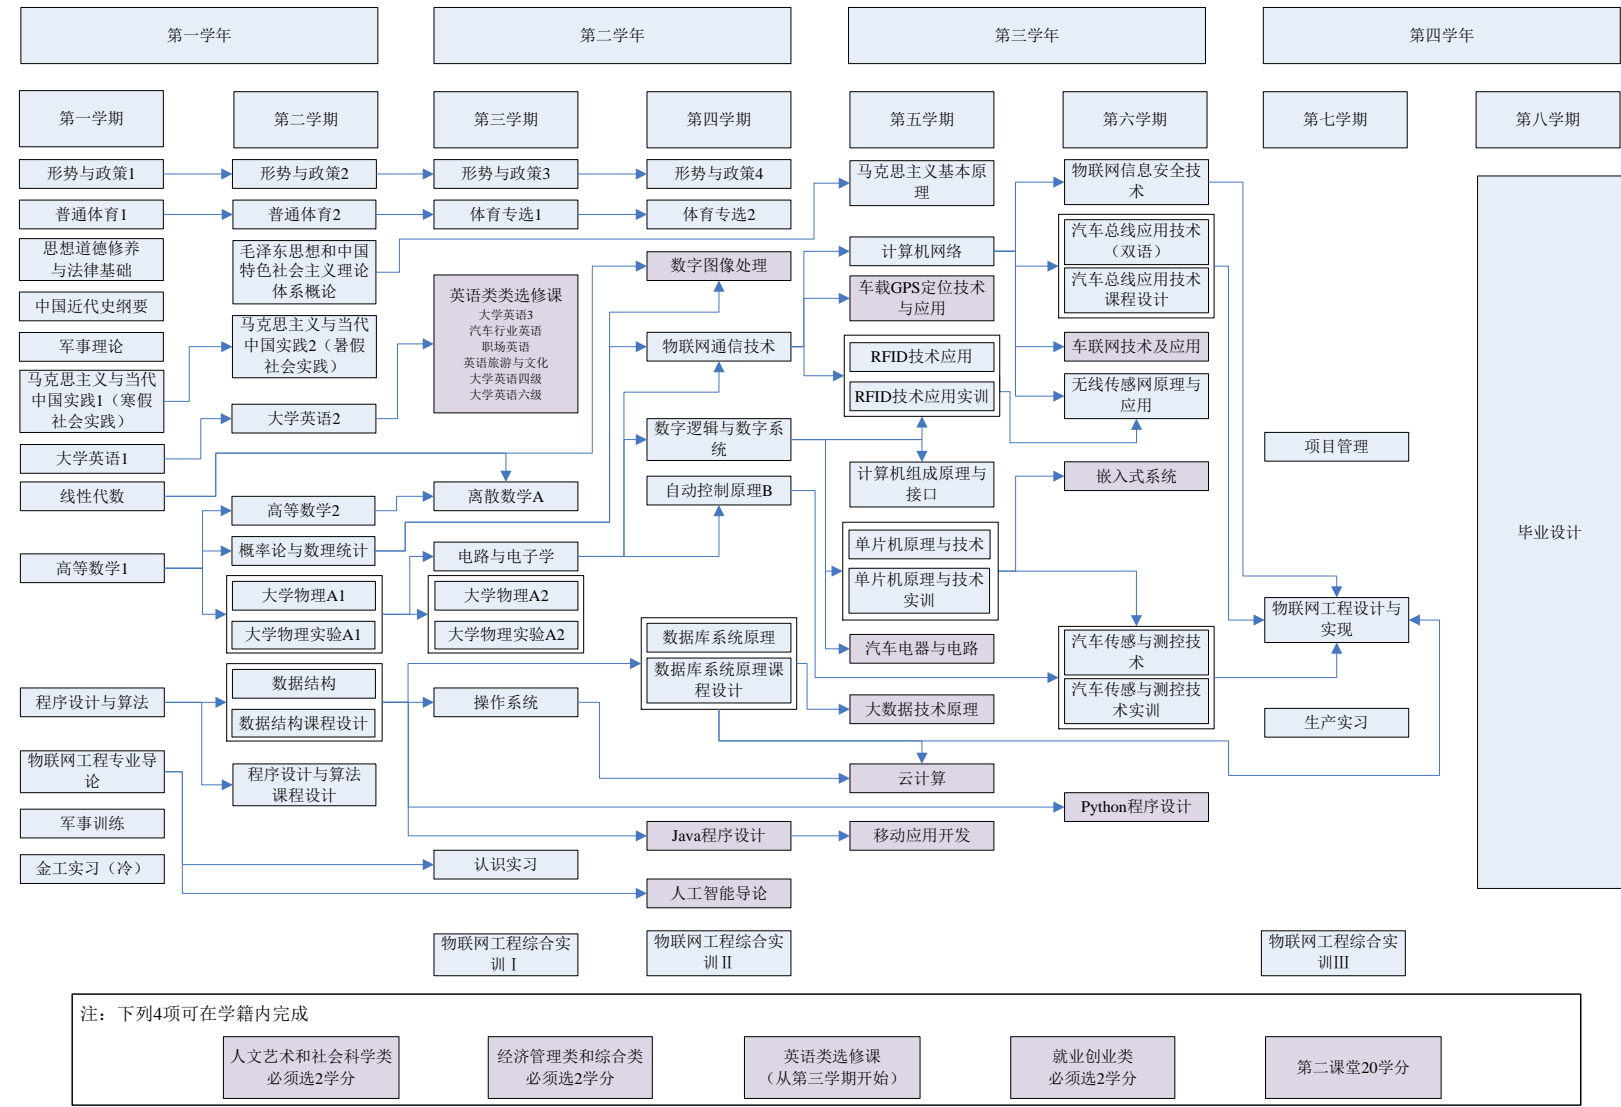 第一学年
第二学年
第三学年
第四学年
第一学期
第二学期
第三学期
第四学期
第五学期
第六学期
第七学期
第八学期
形势与政策1
普通体育1
思想道德修养
与法律基础
中国近代史纲要
军事理论
马克思主义与当代
中国实践1（寒假
社会实践）
大学英语1
线性代数
高等数学1
程序设计与算法
物联网工程专业导
论
军事训练
金工实习（冷）
形势与政策2
普通体育2
毛泽东思想和中国
特色社会主义理论
体系概论
马克思主义与当代
中国实践2（暑假
社会实践）
大学英语2
高等数学2
概率论与数理统计
大学物理A1
大学物理实验A1
数据结构
数据结构课程设计
程序设计与算法
课程设计
形势与政策3
体育专选1
英语类类选修课
大学英语3
汽车行业英语
职场英语
英语旅游与文化
大学英语四级
大学英语六级
离散数学A
电路与电子学
大学物理A2
大学物理实验A2
操作系统
认识实习
物联网工程综合实
训Ⅰ
形势与政策4
体育专选2
数字图像处理
物联网通信技术
数字逻辑与数字系
统
自动控制原理B
数据库系统原理
数据库系统原理课
程设计
Java程序设计
人工智能导论
物联网工程综合实
训Ⅱ
马克思主义基本原
理
计算机网络
车载GPS定位技术
与应用
RFID技术应用
RFID技术应用实训
计算机组成原理与
接口
单片机原理与技术
单片机原理与技术
实训
汽车电器与电路
大数据技术原理
云计算
移动应用开发
物联网信息安全技
术
汽车总线应用技术
（双语）
汽车总线应用技术
课程设计
车联网技术及应用
无线传感网原理与
应用
嵌入式系统
汽车传感与测控技
术
汽车传感与测控技
术实训
Python程序设计
项目管理
物联网工程设计与
实现
生产实习
物联网工程综合实
训Ⅲ
毕业设计
注：下列4项可在学籍内完成
人文艺术和社会科学类
必须选2学分
经济管理类和综合类
必须选2学分
英语类选修课
（从第三学期开始）
就业创业类
必须选2学分
第二课堂20学分